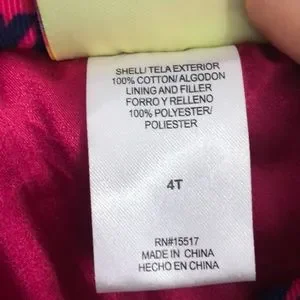 SHELL/ TELA EXTERIOR
100% COTTON/ ALGODON
LINING AND FILLER
FORRO Y RELLENO
100% POLYESTER/
POLIESTER
4T
RN#15517
MADE IN CHINA
HECHO EN CHINA